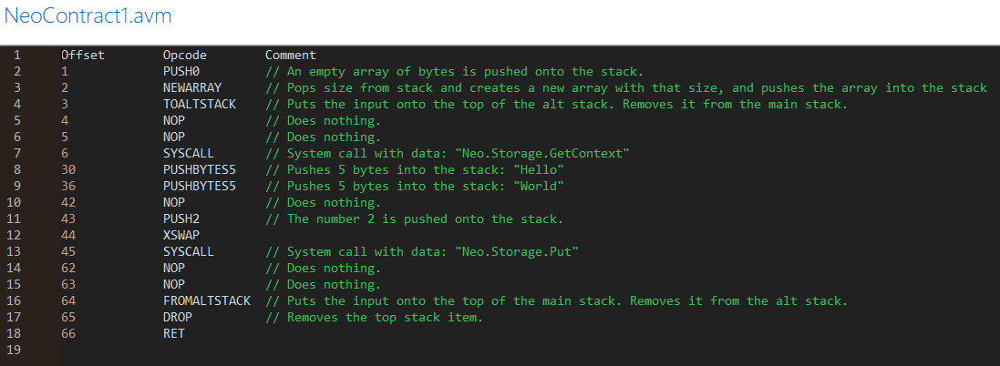 NeoContract1.avm
1 Offset Opcode Comment
2 1 PUSH0 // An empty array of bytes is pushed onto the stack.
3 2 NEWARRAY // Pops size from stack and creates a new array with that size, and pushes the array into the stack
4 3 TOALTSTACK // Puts the input onto the top of the alt stack. Removes it from the main stack.
5 4 NOP // Does nothing.
6 5 NOP // Does nothing.
7 6 SYSCALL // System call with data: "Neo.Storage.GetContext"
8 30 PUSHBYTES5 // Pushes 5 bytes into the stack: "Hello"
9 36 PUSHBYTES5 // Pushes 5 bytes into the stack: "World"
10 42 NOP // Does nothing.
11 43 PUSH2 // The number 2 is pushed onto the stack.
12 44 XSWAP
13 45 SYSCALL // System call with data: "Neo.Storage.Put"
14 62 NOP // Does nothing.
15 63 NOP // Does nothing.
16 64 FROMALTSTACK // Puts the input onto the top of the main stack. Removes it from the alt stack.
17 65 DROP // Removes the top stack item.
18 66 RET
19